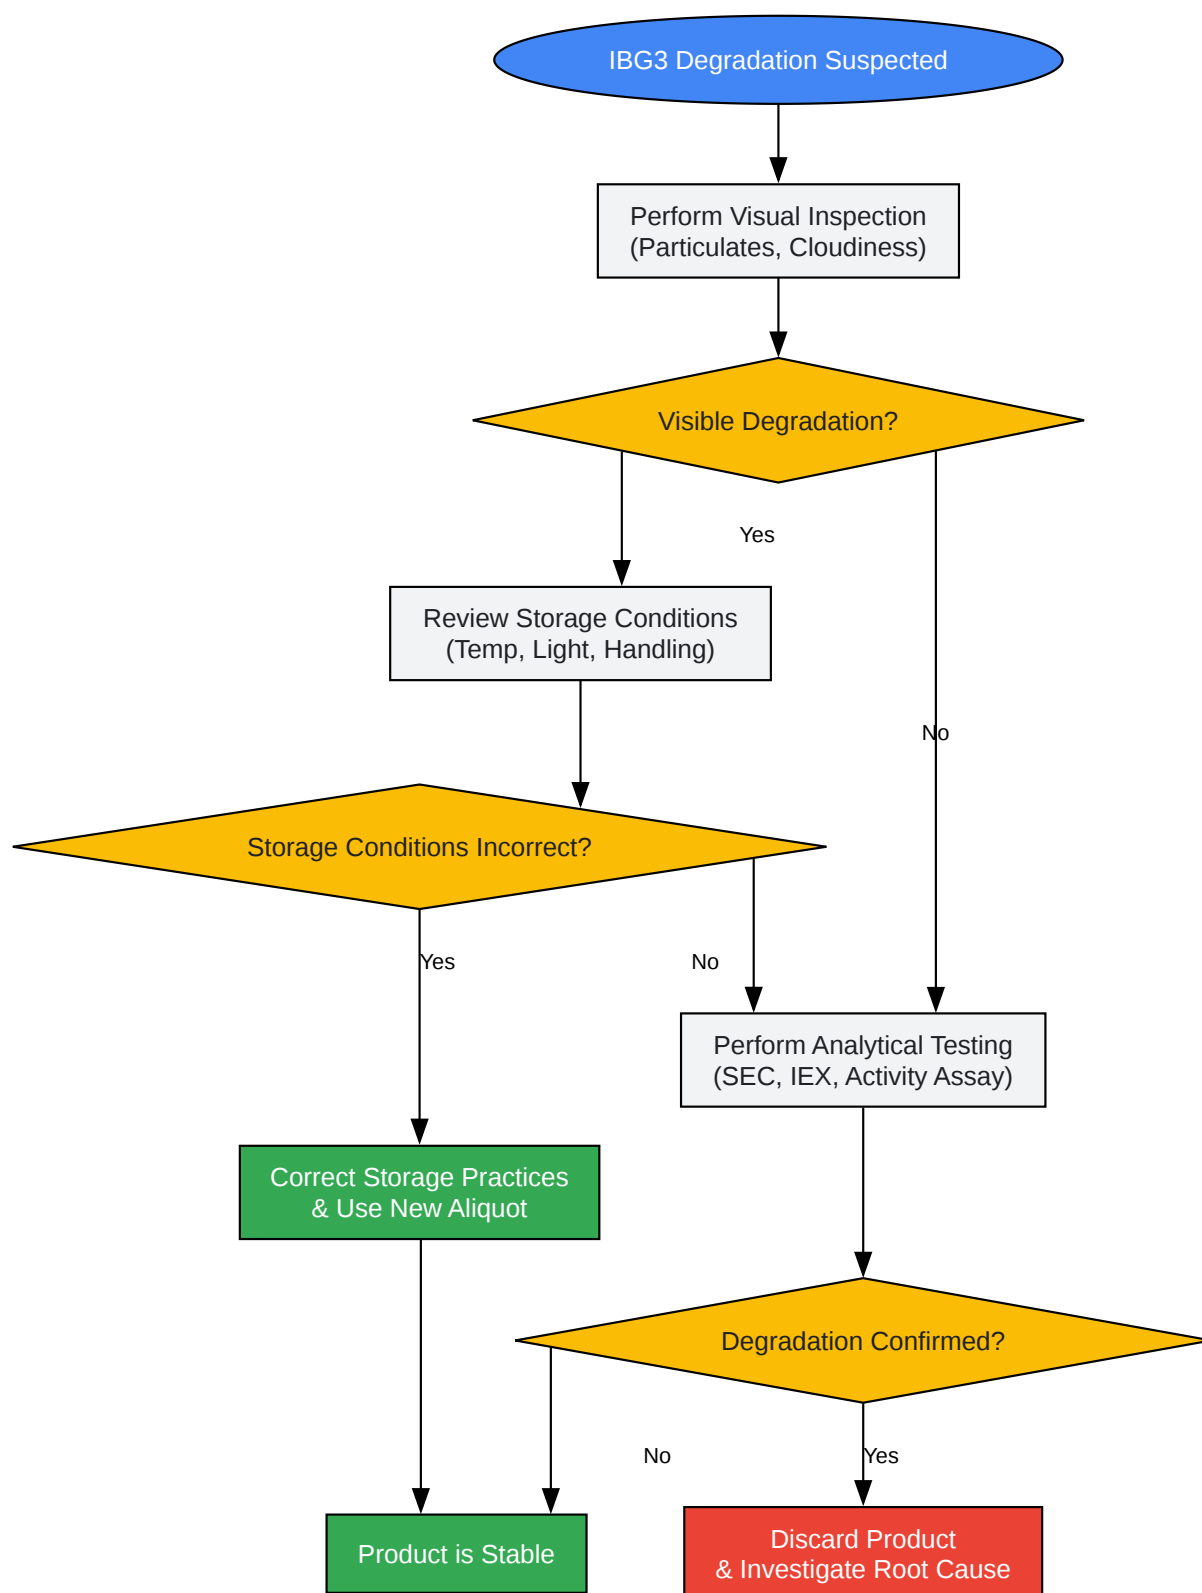 IBG3 Degradation Suspected
Perform Visual Inspection
(Particulates, Cloudiness)
Visible Degradation?
Yes
Review Storage Conditions
(Temp, Light, Handling)
No
Storage Conditions Incorrect?
Yes
No
Perform Analytical Testing
(SEC, IEX, Activity Assay)
Correct Storage Practices
& Use New Aliquot
Degradation Confirmed?
No
Yes
Product is Stable
Discard Product
& Investigate Root Cause